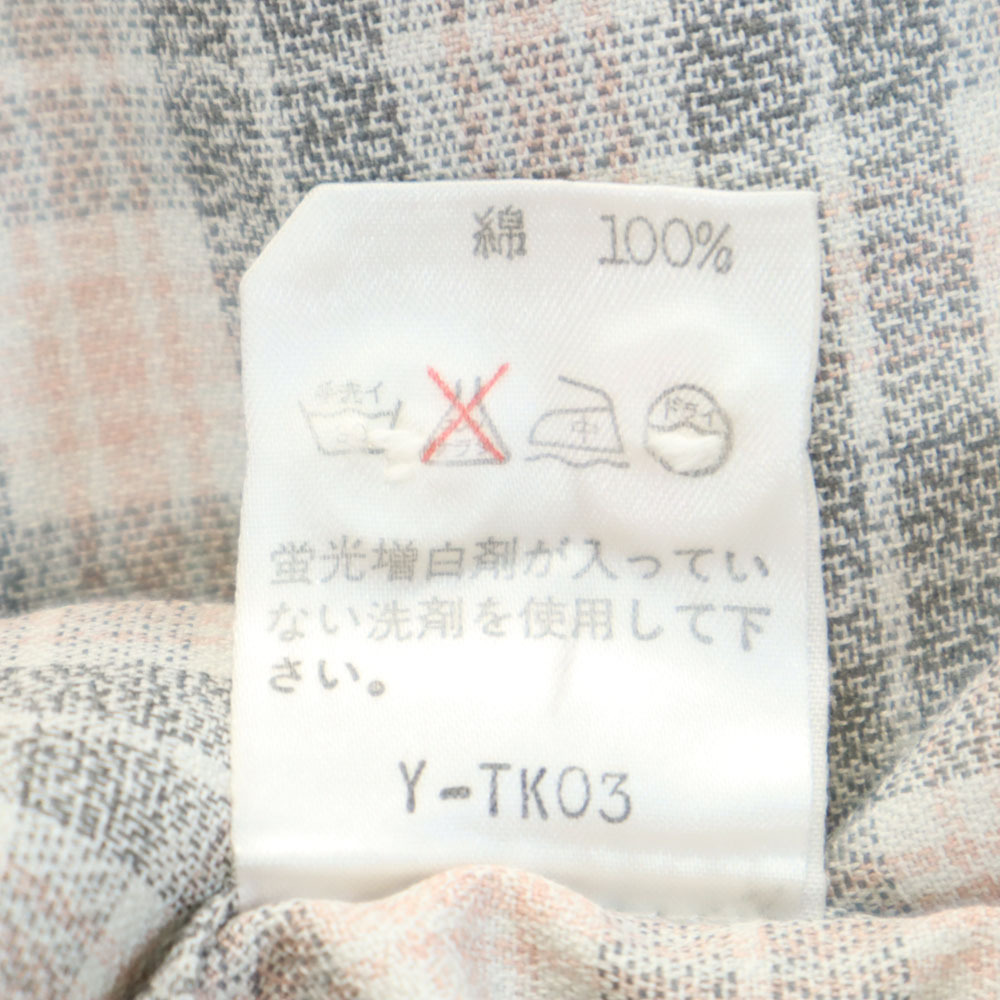 綿 100%
手洗イ
中 ドライ
蛍光増白剤が入ってい
ない洗剤を使用して下
さい。
Y-TK03